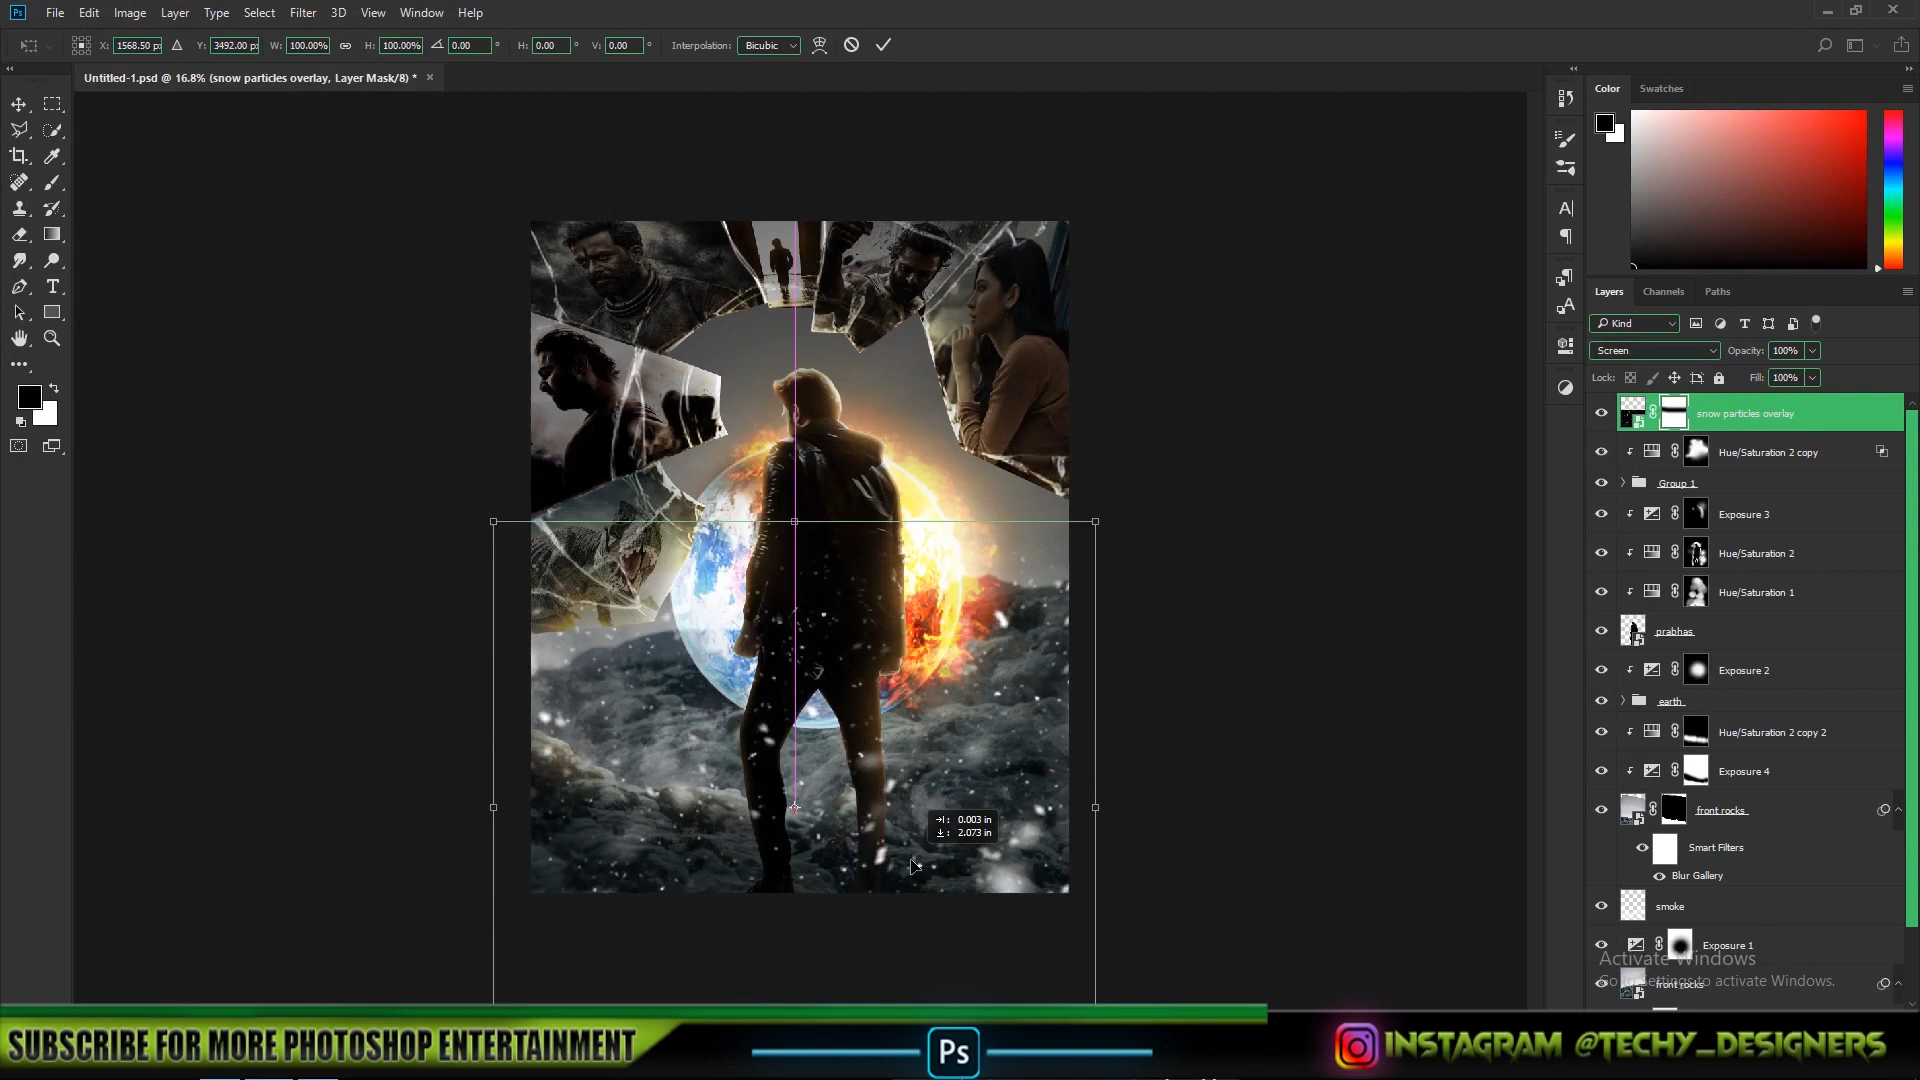 Ps File Edit Image Layer Type Select Filter 3D View Window Help
X: 1568.50 p Y: 3492.00 p W: 100.00% H: 100.00% 0.00 ° H: 0.00 ° V: 0.00 ° Interpolation: Bicubic
Untitled-1.psd @ 16.8% (snow particles overlay, Layer Mask/8) * ×
Color Swatches
Layers Channels Paths
Kind
Screen Opacity: 100%
Lock: Fill: 100%
snow particles overlay
Hue/Saturation 2 copy
Group 1
Exposure 3
Hue/Saturation 2
Hue/Saturation 1
prabhas
Exposure 2
earth
Hue/Saturation 2 copy 2
Exposure 4
front rocks
Smart Filters
Blur Gallery
smoke
Exposure 1
front rocks
0.003 in
2.073 in
Activate Windows
Go to Settings to activate Windows.
SUBSCRIBE FOR MORE PHOTOSHOP ENTERTAINMENT
Ps
INSTAGRAM @TECHY_DESIGNERS